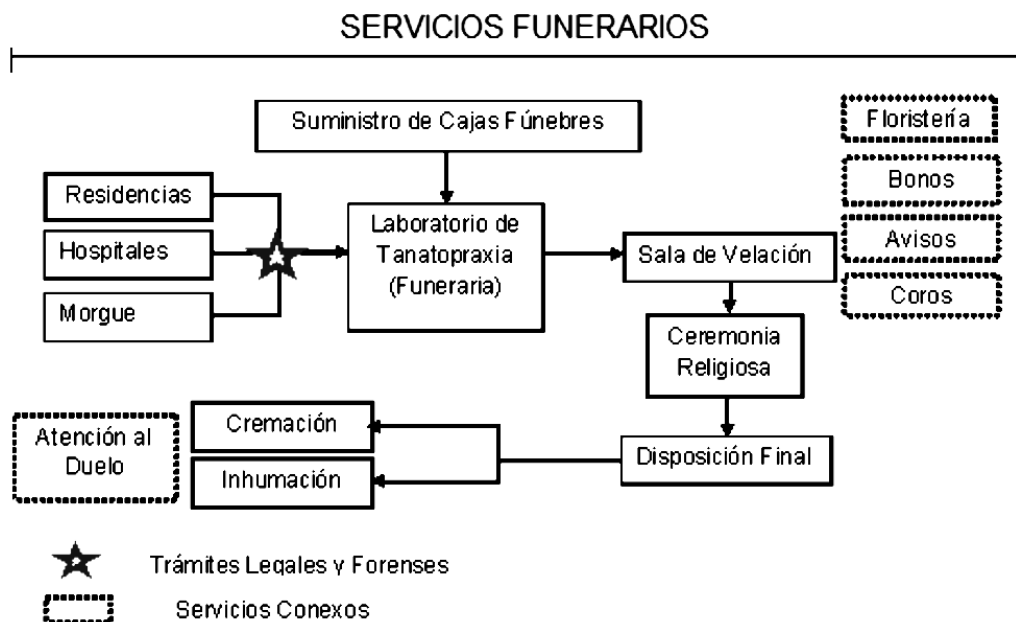 SERVICIOS FUNERARIOS
Suministro de Cajas Fúnebres
Floristería
Bonos
Avisos
Coros
Residencias
Hospitales
Morgue
Laboratorio de
Tanatopraxia
(Funeraria)
Sala de Velación
Ceremonia
Religiosa
Disposición Final
Cremación
Inhumación
Atención al
Duelo
Trámites Legales y Forenses
Servicios Conexos